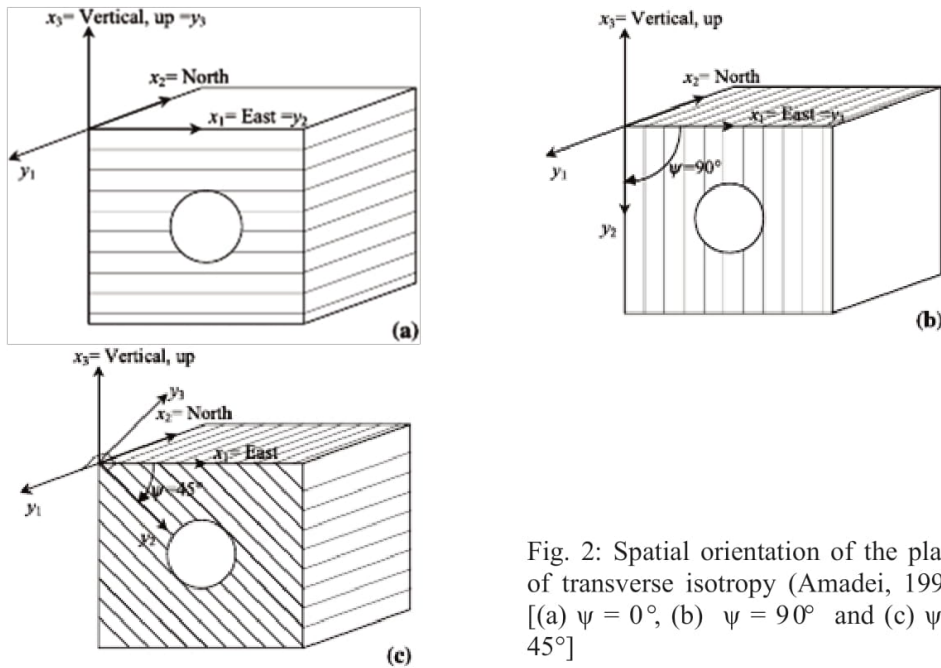 x₃= Vertical, up =y₃
x₂= North
x₁= East =y₂
y₁
(a)
x₃= Vertical, up
x₂= North
x₁= East =y₃
ψ=90°
y₁
y₂
(b)
x₃= Vertical, up
y₃
x₂= North
x₁= East
ψ=45°
y₁
y₂
(c)
Fig. 2: Spatial orientation of the pla
of transverse isotropy (Amadei, 199
[(a) ψ = 0°, (b) ψ = 90° and (c) ψ
45°]